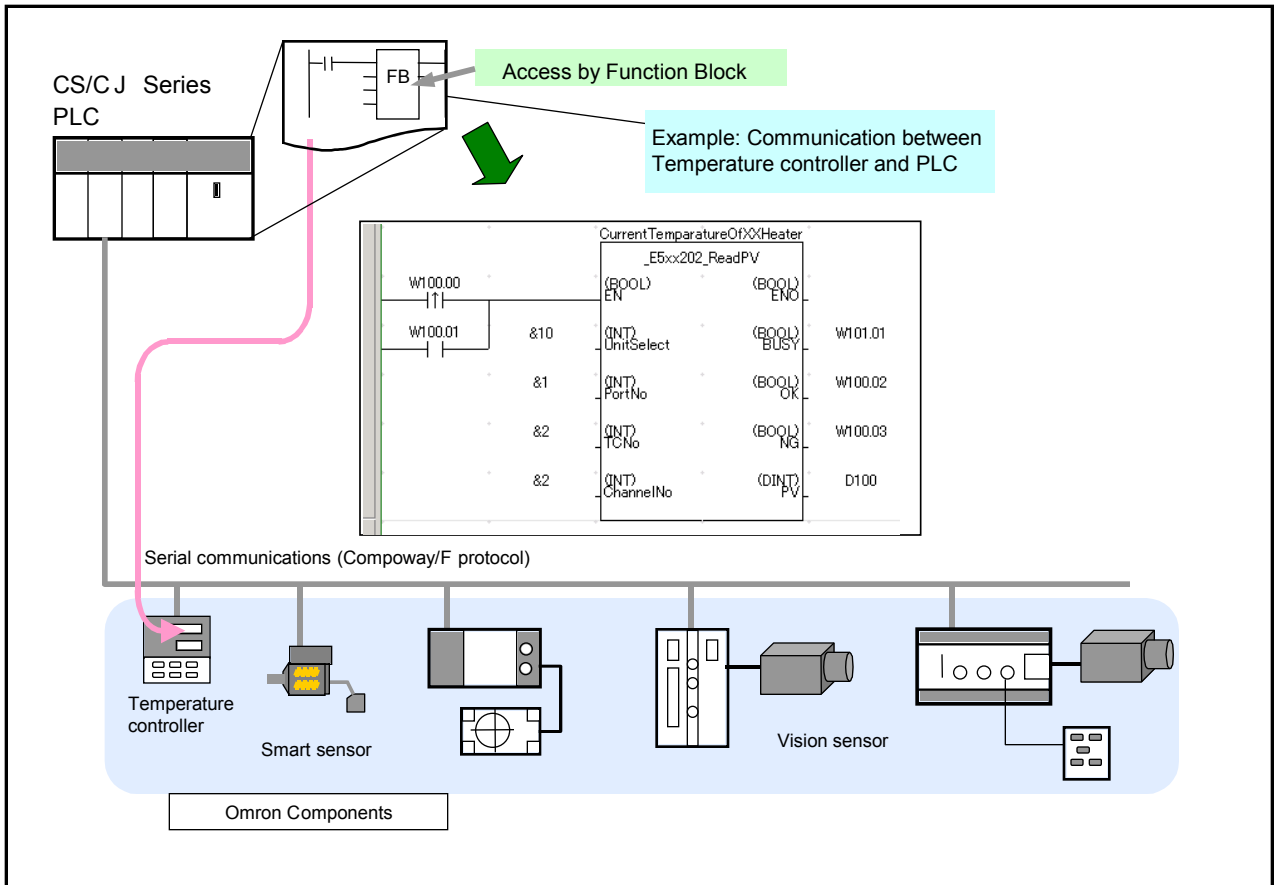 CS/CJ Series
PLC
FB
Access by Function Block
Example: Communication between
Temperature controller and PLC
CurrentTemparatureOfXXHeater
_E5xx202_ReadPV
W100.00
(BOOL)
EN
(BOOL)
ENO
W100.01
&10
(INT)
UnitSelect
(BOOL)
BUSY
W101.01
&1
(INT)
PortNo
(BOOL)
OK
W100.02
&2
(INT)
TCNo
(BOOL)
NG
W100.03
&2
(INT)
ChannelNo
(DINT)
PV
D100
Serial communications (Compoway/F protocol)
Temperature
controller
Smart sensor
Vision sensor
Omron Components